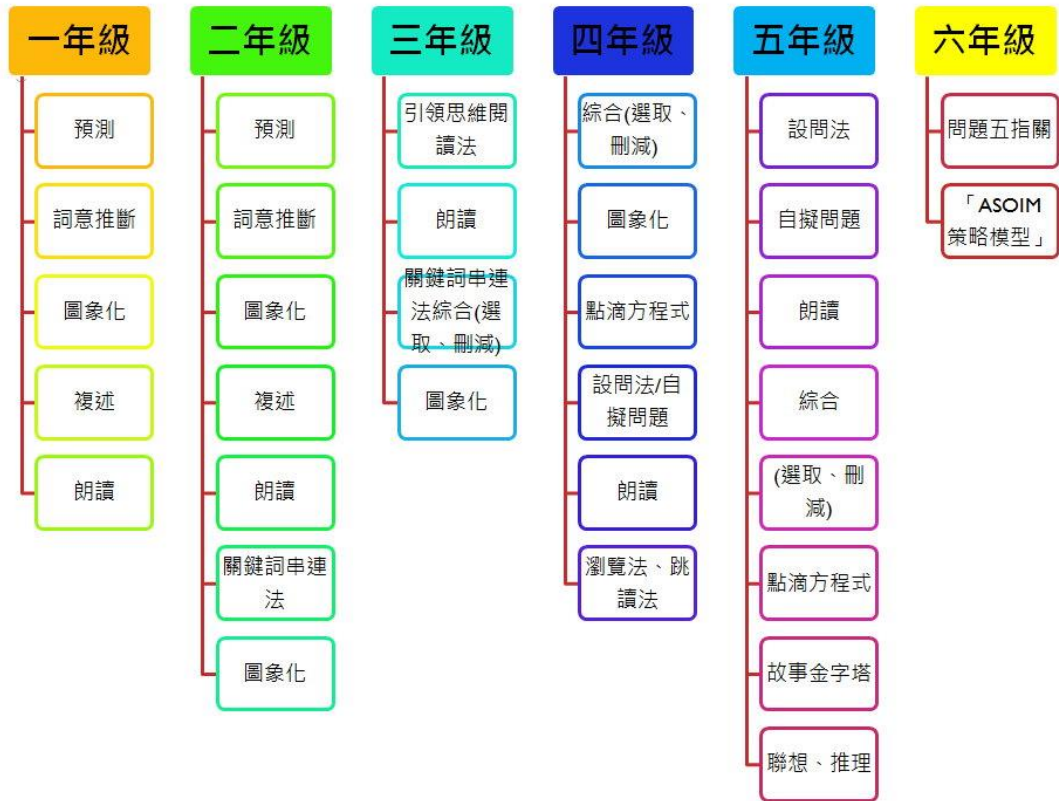 一年級
預測
詞意推斷
圖象化
複述
朗讀
二年級
預測
詞意推斷
圖象化
複述
朗讀
關鍵詞串連
法
圖象化
三年級
引領思維閱
讀法
朗讀
關鍵詞串連
法綜合(選
取、刪減)
圖象化
四年級
綜合(選取、
刪減)
圖象化
點滴方程式
設問法/自
擬問題
朗讀
瀏覽法、跳
讀法
五年級
設問法
自擬問題
朗讀
綜合
(選取、刪
減)
點滴方程式
故事金字塔
聯想、推理
六年級
問題五指關
「ASOIM
策略模型」